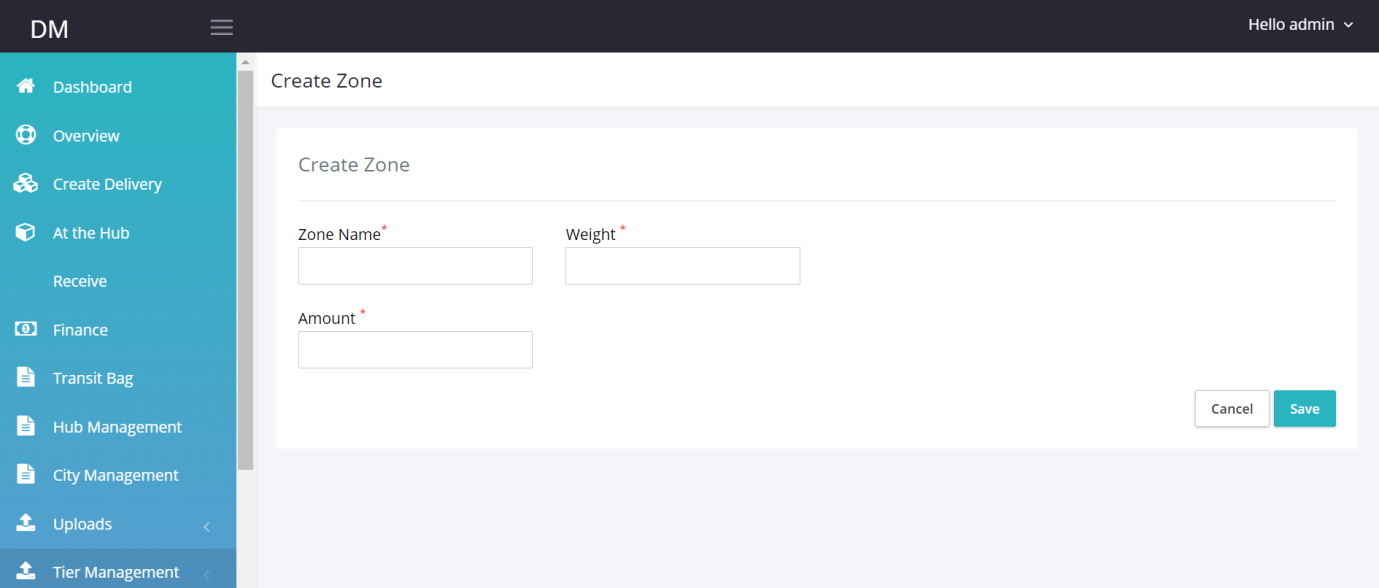 DM
Hello admin
Dashboard
Overview
Create Delivery
At the Hub
Receive
Finance
Transit Bag
Hub Management
City Management
Uploads
Tier Management
Create Zone
Create Zone
Zone Name*
Weight *
Amount *
Cancel
Save